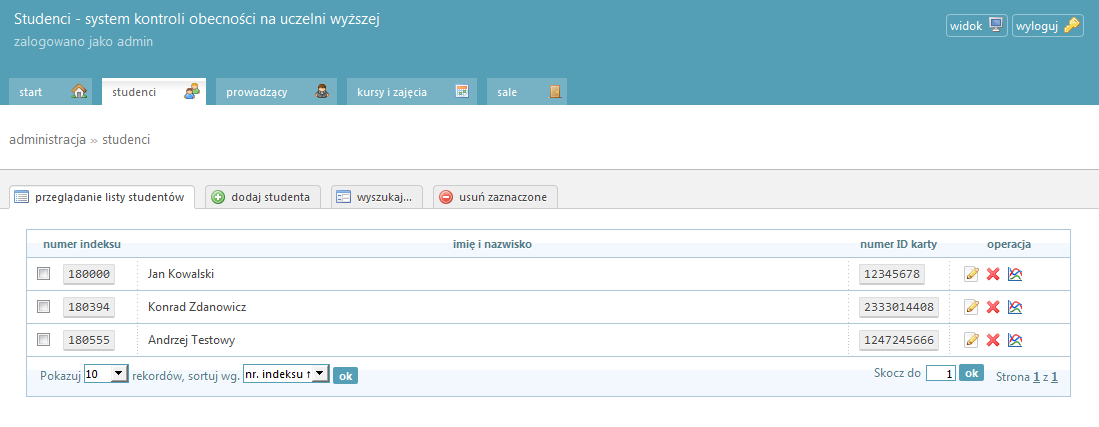 Studenci - system kontroli obecności na uczelni wyższej
zalogowano jako admin
widok wyloguj
start studenci prowadzący kursy i zajęcia sale
administracja » studenci
przeglądanie listy studentów dodaj studenta wyszukaj... usuń zaznaczone
numer indeksu imię i nazwisko numer ID karty operacja
180000 Jan Kowalski 12345678
180394 Konrad Zdanowicz 2333014408
180555 Andrzej Testowy 1247245666
Pokazuj 10 rekordów, sortuj wg. nr. indeksu ↑ ok Skocz do 1 ok Strona 1 z 1